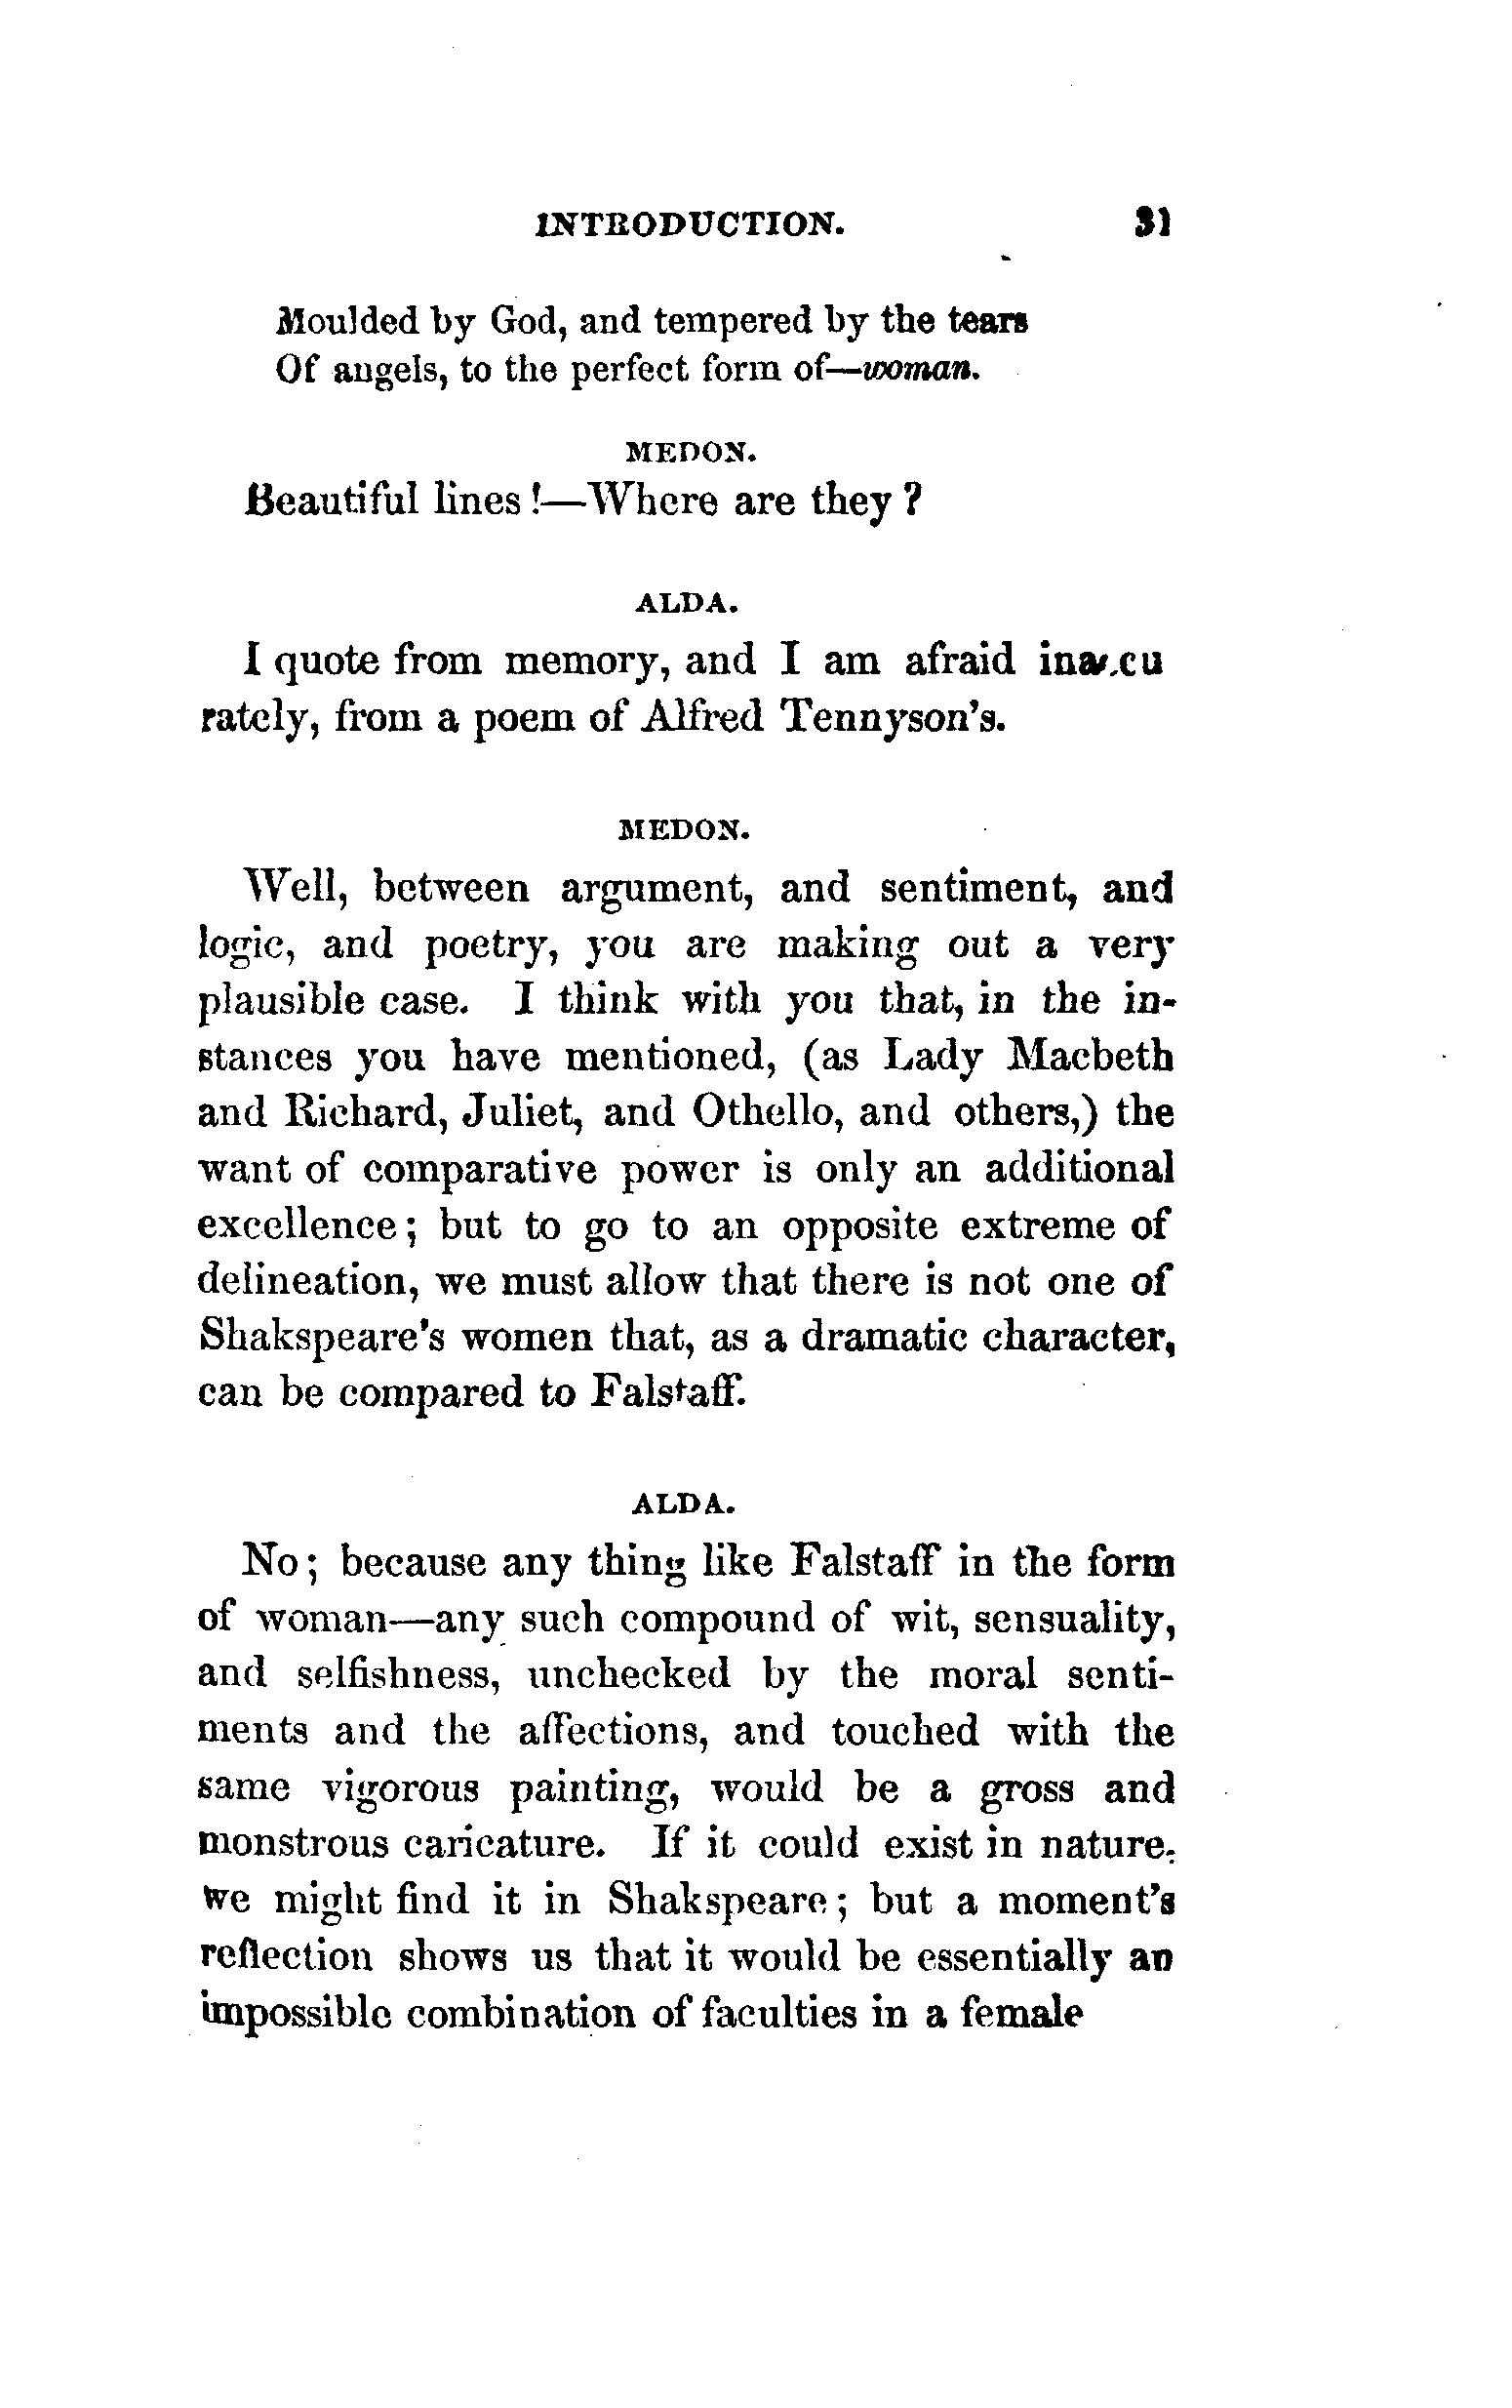 INTRODUCTION. 31
Moulded by God, and tempered by the tears
Of angels, to the perfect form of—woman.
MEDON.
Beautiful lines!—Where are they?
ALDA.
I quote from memory, and I am afraid inaccu
rately, from a poem of Alfred Tennyson's.
MEDON.
Well, between argument, and sentiment, and
logic, and poetry, you are making out a very
plausible case. I think with you that, in the in-
stances you have mentioned, (as Lady Macbeth
and Richard, Juliet, and Othello, and others,) the
want of comparative power is only an additional
excellence; but to go to an opposite extreme of
delineation, we must allow that there is not one of
Shakspeare's women that, as a dramatic character,
can be compared to Falstaff.
ALDA.
No; because any thing like Falstaff in the form
of woman—any such compound of wit, sensuality,
and selfishness, unchecked by the moral senti-
ments and the affections, and touched with the
same vigorous painting, would be a gross and
monstrous caricature. If it could exist in nature,
we might find it in Shakspeare; but a moment's
reflection shows us that it would be essentially an
impossible combination of faculties in a female